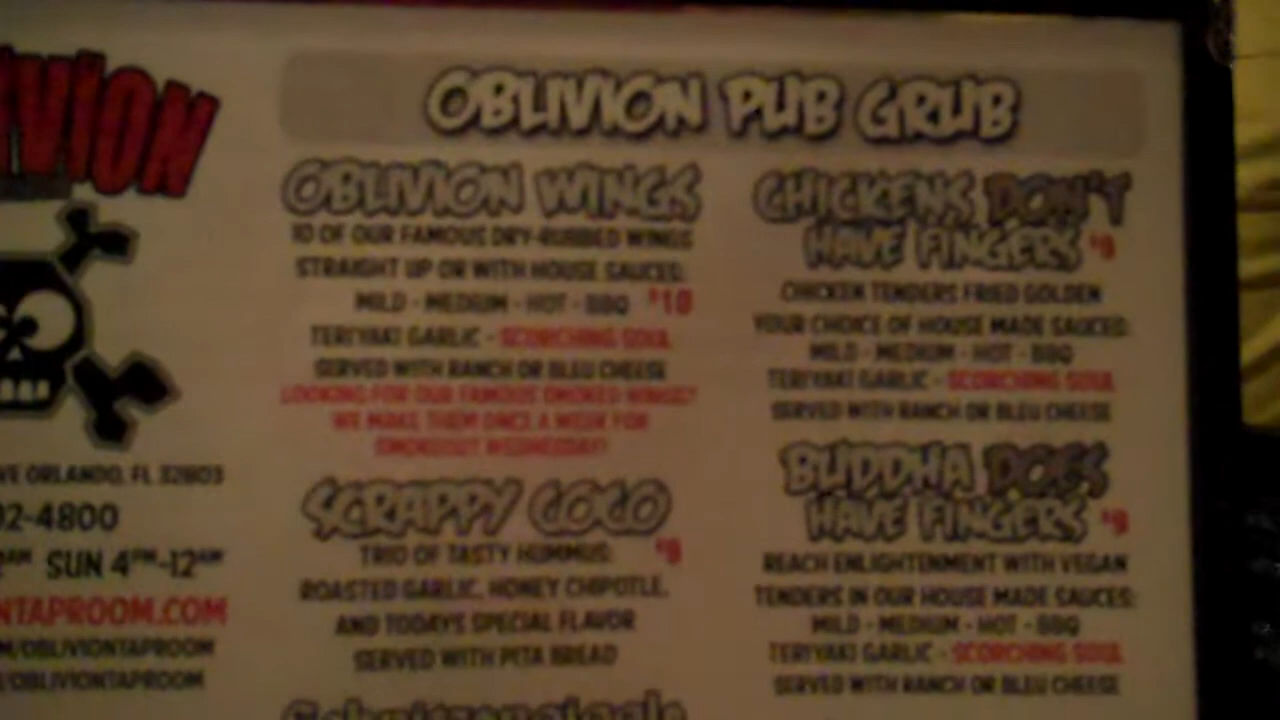 OBLIVION PUB GRUB
OBLIVION WINGS
10 OF OUR FAMOUS DRY-RUBBED WINGS
STRAIGHT UP OR WITH HOUSE SAUCES:
MILD - MEDIUM - HOT - BBQ $10
TERIYAKI GARLIC - SCORCHING SOUL
SERVED WITH RANCH OR BLEU CHEESE
LOOKING FOR OUR FAMOUS SMOKED WINGS?
WE MAKE THEM ONCE A WEEK FOR
SMOKEOUT WEDNESDAY!
SCRAPPY COCO
TRIO OF TASTY HUMMUS:
ROASTED GARLIC, HONEY CHIPOTLE,
AND TODAYS SPECIAL FLAVOR
SERVED WITH PITA BREAD
CHICKENS DON'T
HAVE FINGERS
CHICKEN TENDERS FRIED GOLDEN
YOUR CHOICE OF HOUSE MADE SAUCED:
MILD - MEDIUM - HOT - BBQ
TERIYAKI GARLIC - SCORCHING SOUL
SERVED WITH RANCH OR BLEU CHEESE
BUDDHA DOES
HAVE FINGERS
REACH ENLIGHTENMENT WITH VEGAN
TENDERS IN OUR HOUSE MADE SAUCES:
MILD - MEDIUM - HOT - BBQ
TERIYAKI GARLIC - SCORCHING SOUL
SERVED WITH RANCH OR BLEU CHEESE
IVION
VE ORLANDO, FL 32803
02-4800
2AM SUN 4PM-12AM
NTAPROOM.COM
M/OBLIVIONTAPROOM
/OBLIVIONTAPROOM